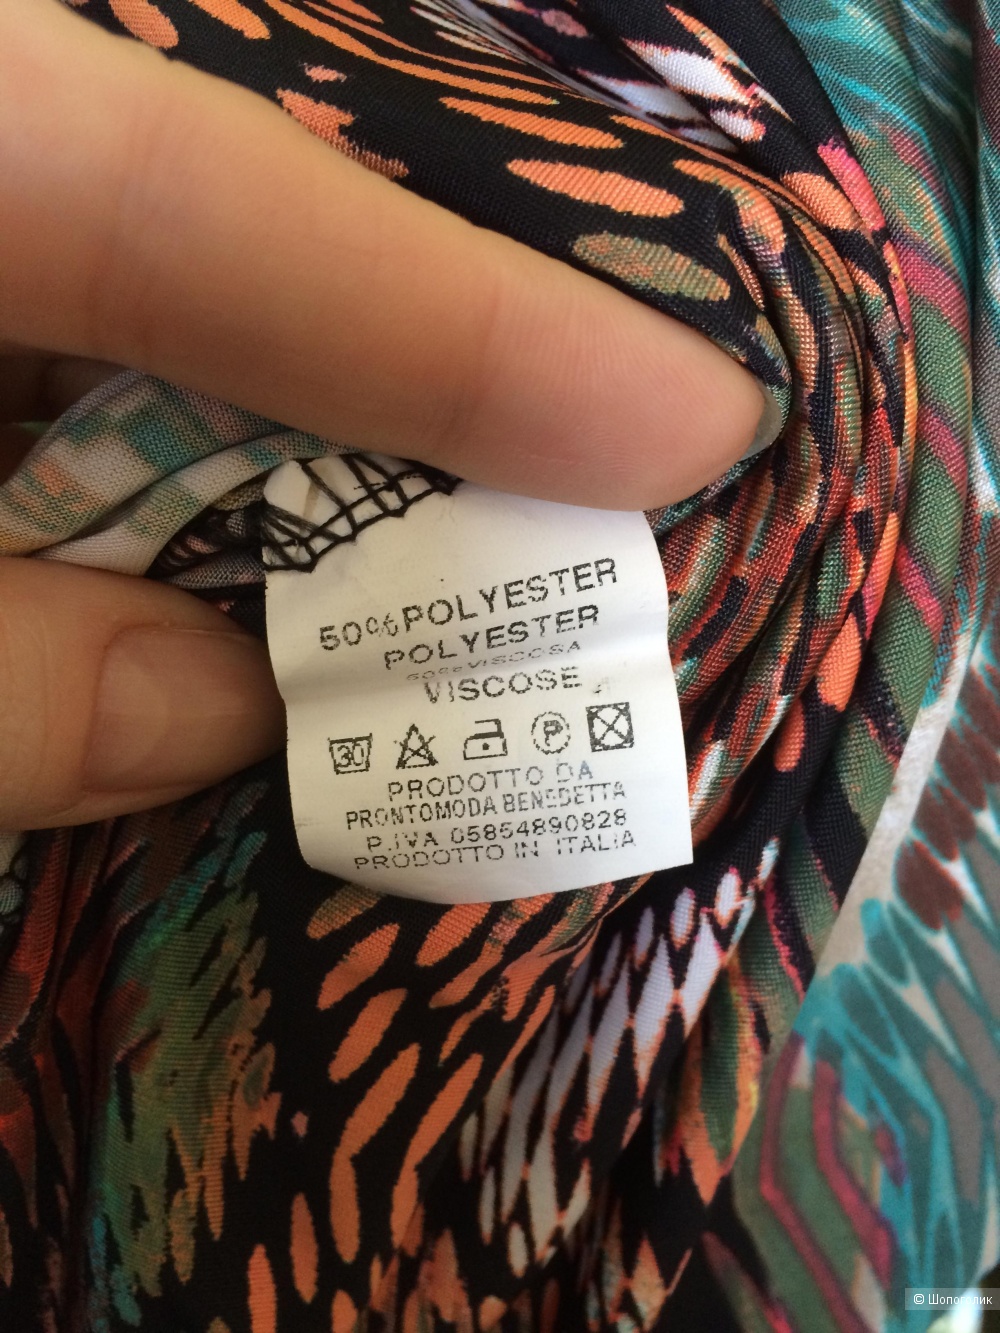 50%POLYESTER
POLYESTER
50%VISCOSA
VISCOSE
30
P
PRODOTTO DA
PRONTOMODA BENEDETTA
P.IVA 05854890828
PRODOTTO IN ITALIA
© Шопоголик